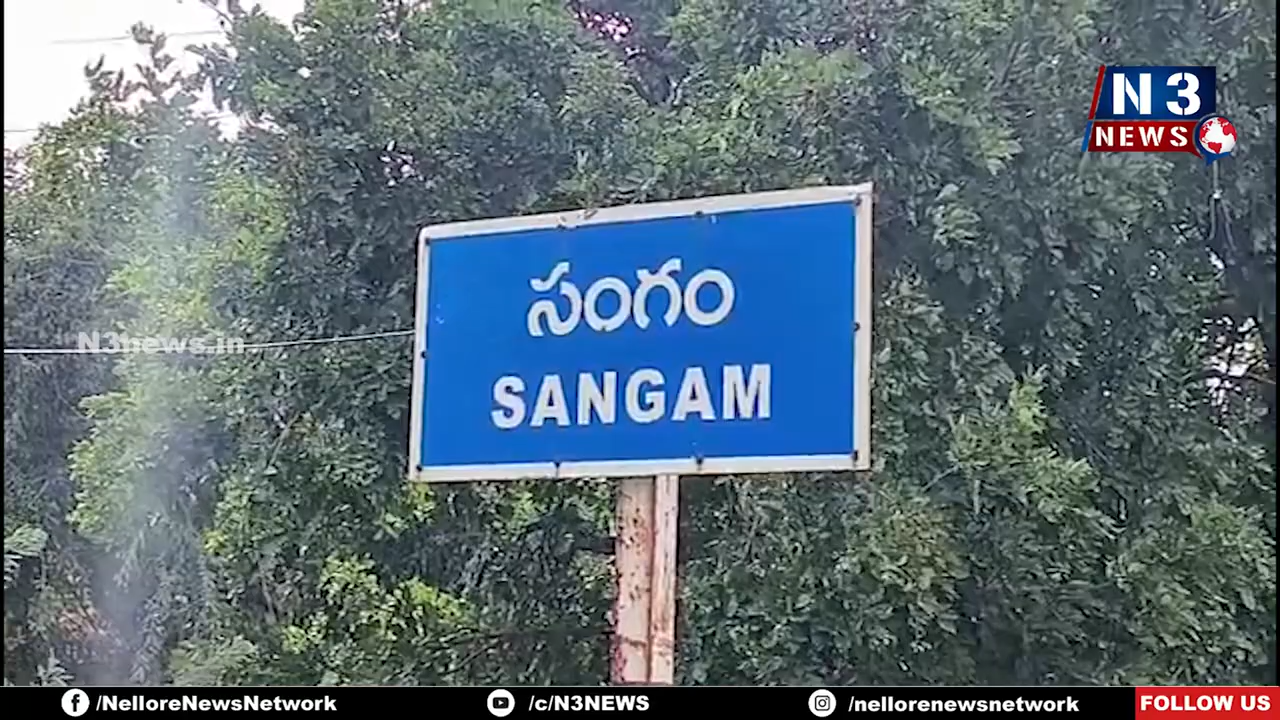 N3
NEWS
సంగం
N3news.in
SANGAM
/NelloreNewsNetwork
/c/N3NEWS
/nellorenewsnetwork
FOLLOW US